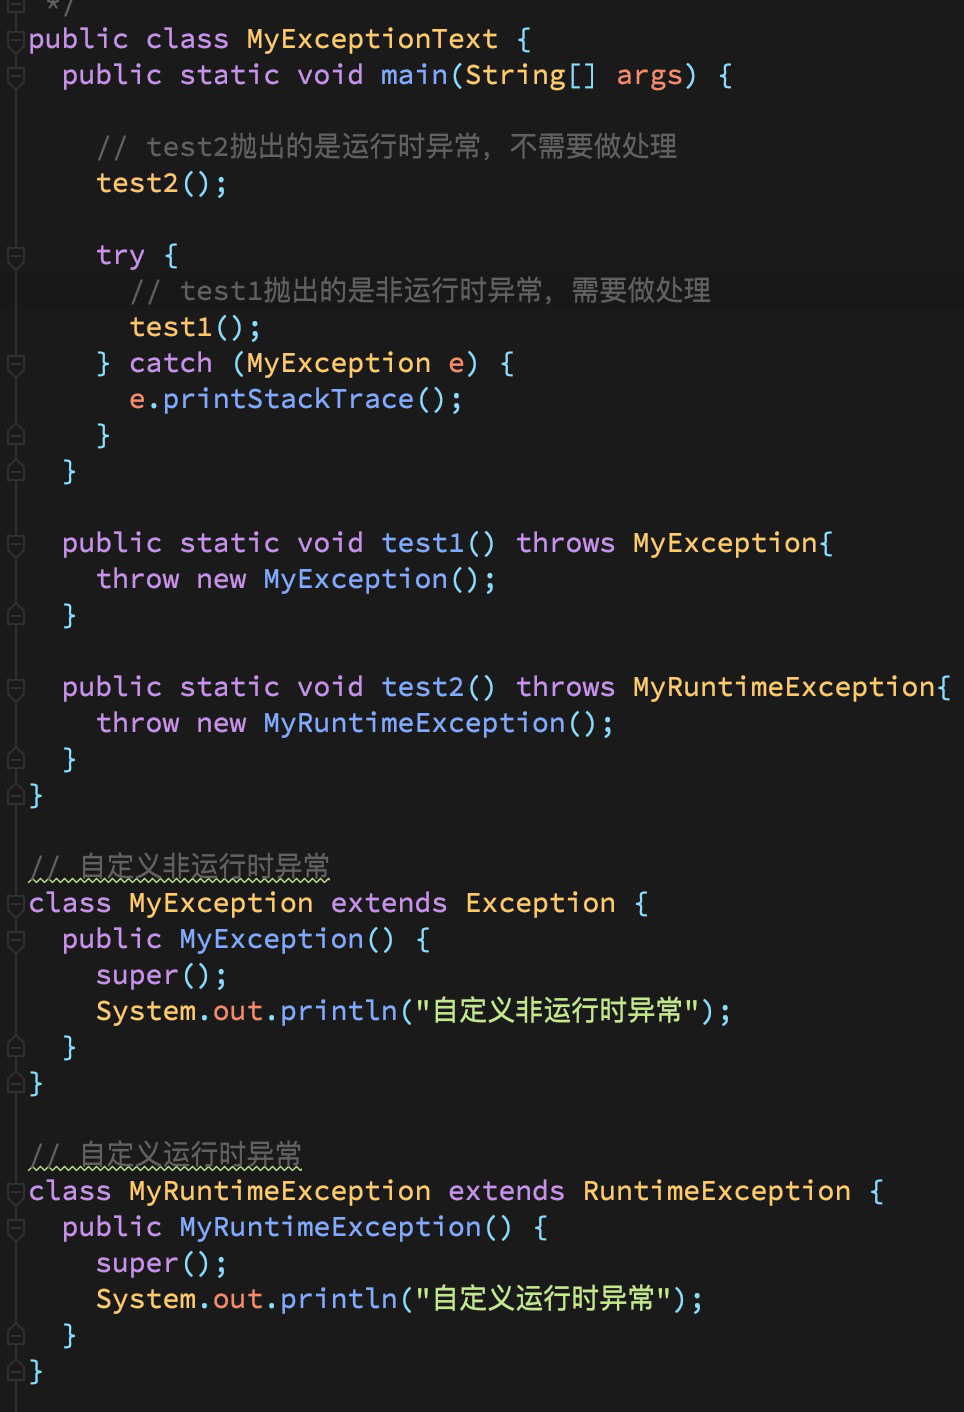 */
public class MyExceptionText {
  public static void main(String[] args) {
    // test2抛出的是运行时异常，不需要做处理
    test2();
    try {
      // test1抛出的是非运行时异常，需要做处理
      test1();
    } catch (MyException e) {
      e.printStackTrace();
    }
  }
  public static void test1() throws MyException{
    throw new MyException();
  }
  public static void test2() throws MyRuntimeException{
    throw new MyRuntimeException();
  }
}
// 自定义非运行时异常
class MyException extends Exception {
  public MyException() {
    super();
    System.out.println("自定义非运行时异常");
  }
}
// 自定义运行时异常
class MyRuntimeException extends RuntimeException {
  public MyRuntimeException() {
    super();
    System.out.println("自定义运行时异常");
  }
}